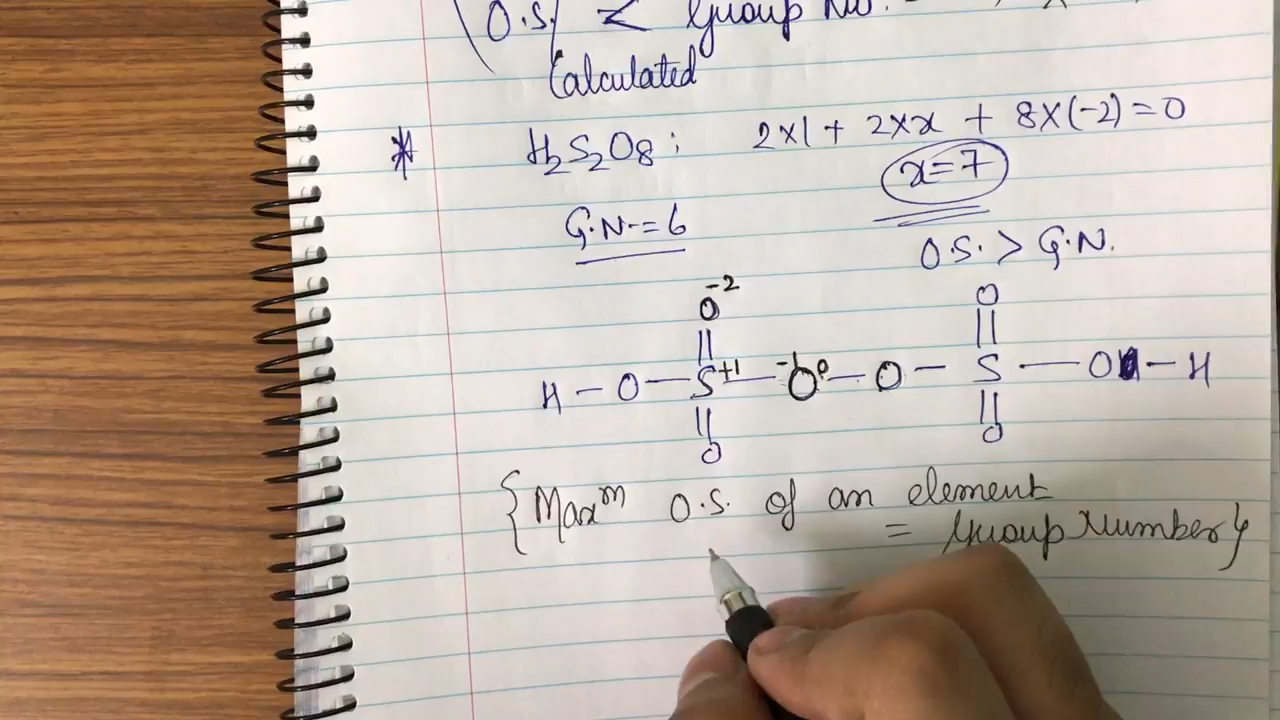 O.S. < Group No.
Calculated
* H₂S₂O₈ : 2×1 + 2×x + 8×(-2) = 0
x = 7
G.N. = 6
O.S. > G.N.
O⁻² O
|| ||
H - O - S⁺¹ - ⁻¹O⁰ - O - S - O - H
|| ||
O O
{Maxᵐ O.S. of an element
= Group Number}